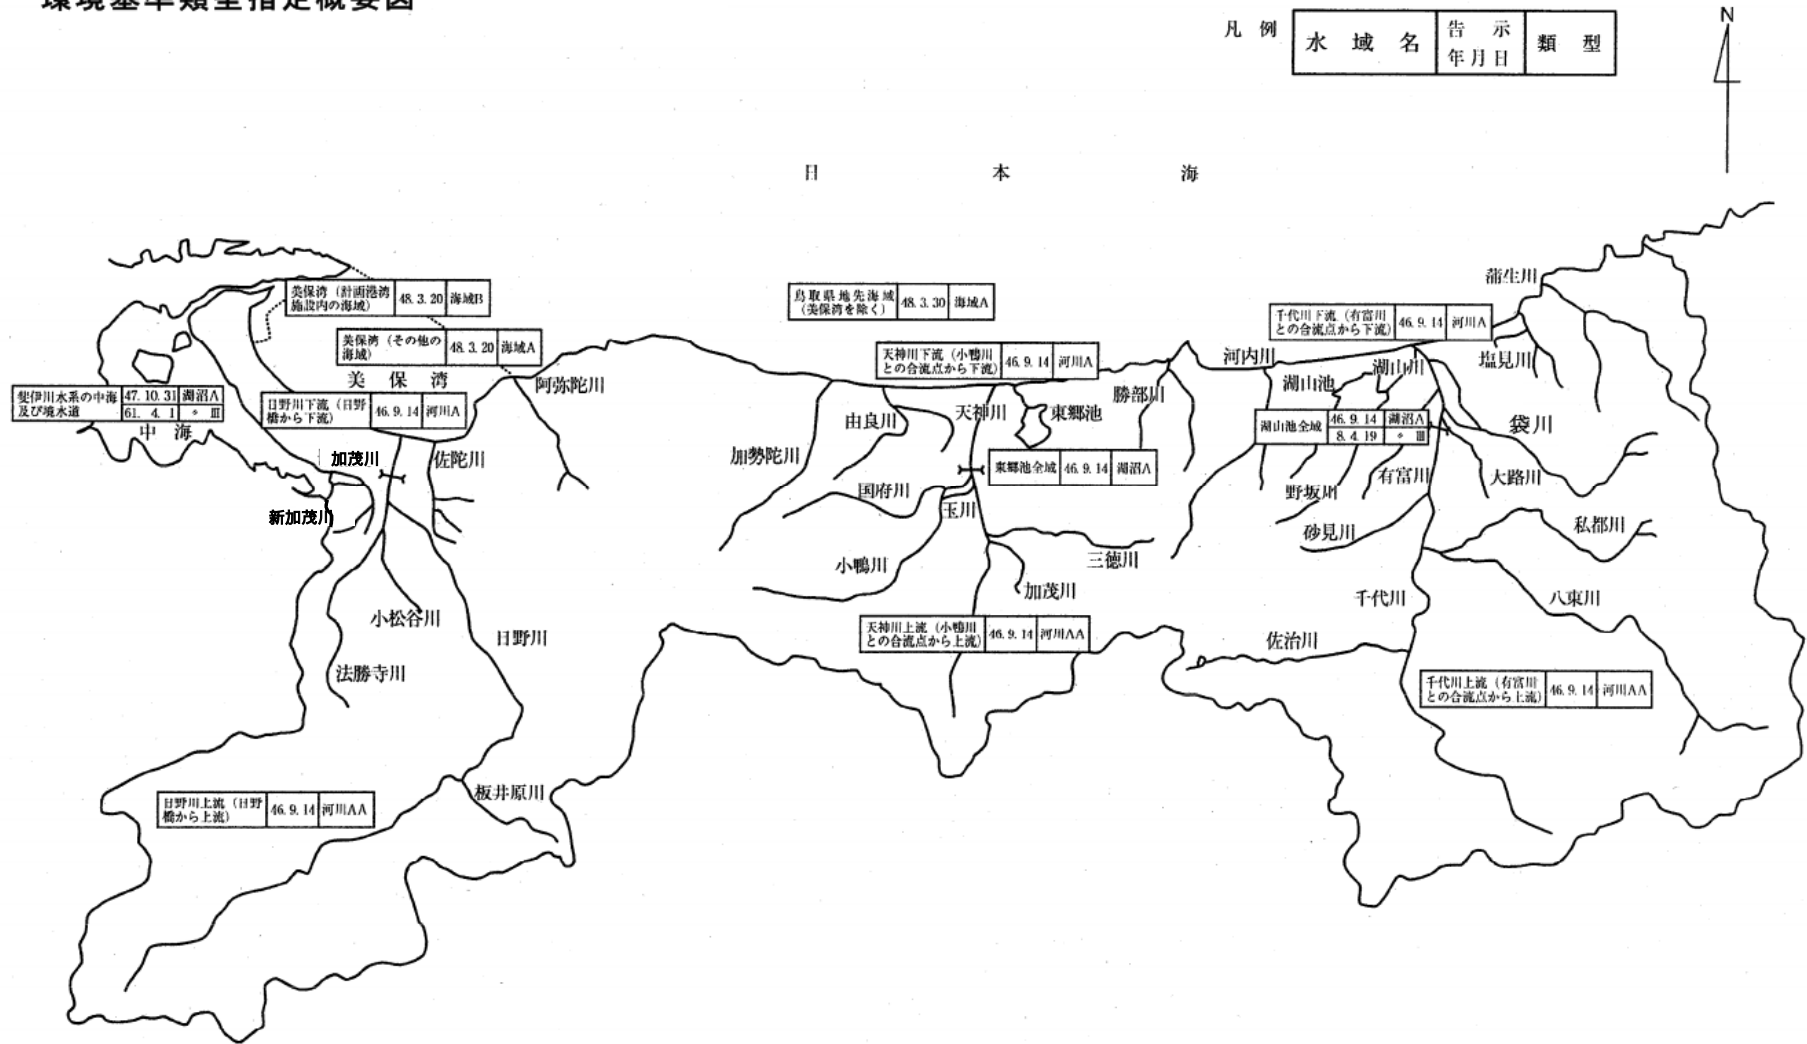 環境基準類型指定概要図
凡例
水域名
告示
年月日
類型
N
日本海
美保湾（計画港湾
施設内の海域）
48. 3. 20
海域B
美保湾（その他の
海域）
48. 3. 20
海域A
美保湾
鳥取県地先海域
（美保湾を除く）
48. 3. 30
海域A
千代川下流（有富川
との合流点から下流）
46. 9. 14
河川A
天神川下流（小鴨川
との合流点から下流）
46. 9. 14
河川A
斐伊川水系の中海
及び境水道
47. 10. 31
湖沼A
61. 4. 1
〃 Ⅲ
中海
日野川下流（日野
橋から下流）
46. 9. 14
河川A
湖山池全域
46. 9. 14
湖沼A
8. 4. 19
〃 Ⅲ
東郷池全域
46. 9. 14
湖沼A
天神川上流（小鴨川
との合流点から上流）
46. 9. 14
河川AA
千代川上流（有富川
との合流点から上流）
46. 9. 14
河川AA
日野川上流（日野
橋から上流）
46. 9. 14
河川AA
蒲生川
塩見川
河内川
湖山池
湖山川
阿弥陀川
勝部川
東郷池
天神川
由良川
加勢陀川
袋川
加茂川
佐陀川
新加茂川
国府川
玉川
野坂川
有富川
大路川
砂見川
私都川
小鴨川
三徳川
加茂川
千代川
八東川
佐治川
小松谷川
日野川
法勝寺川
板井原川